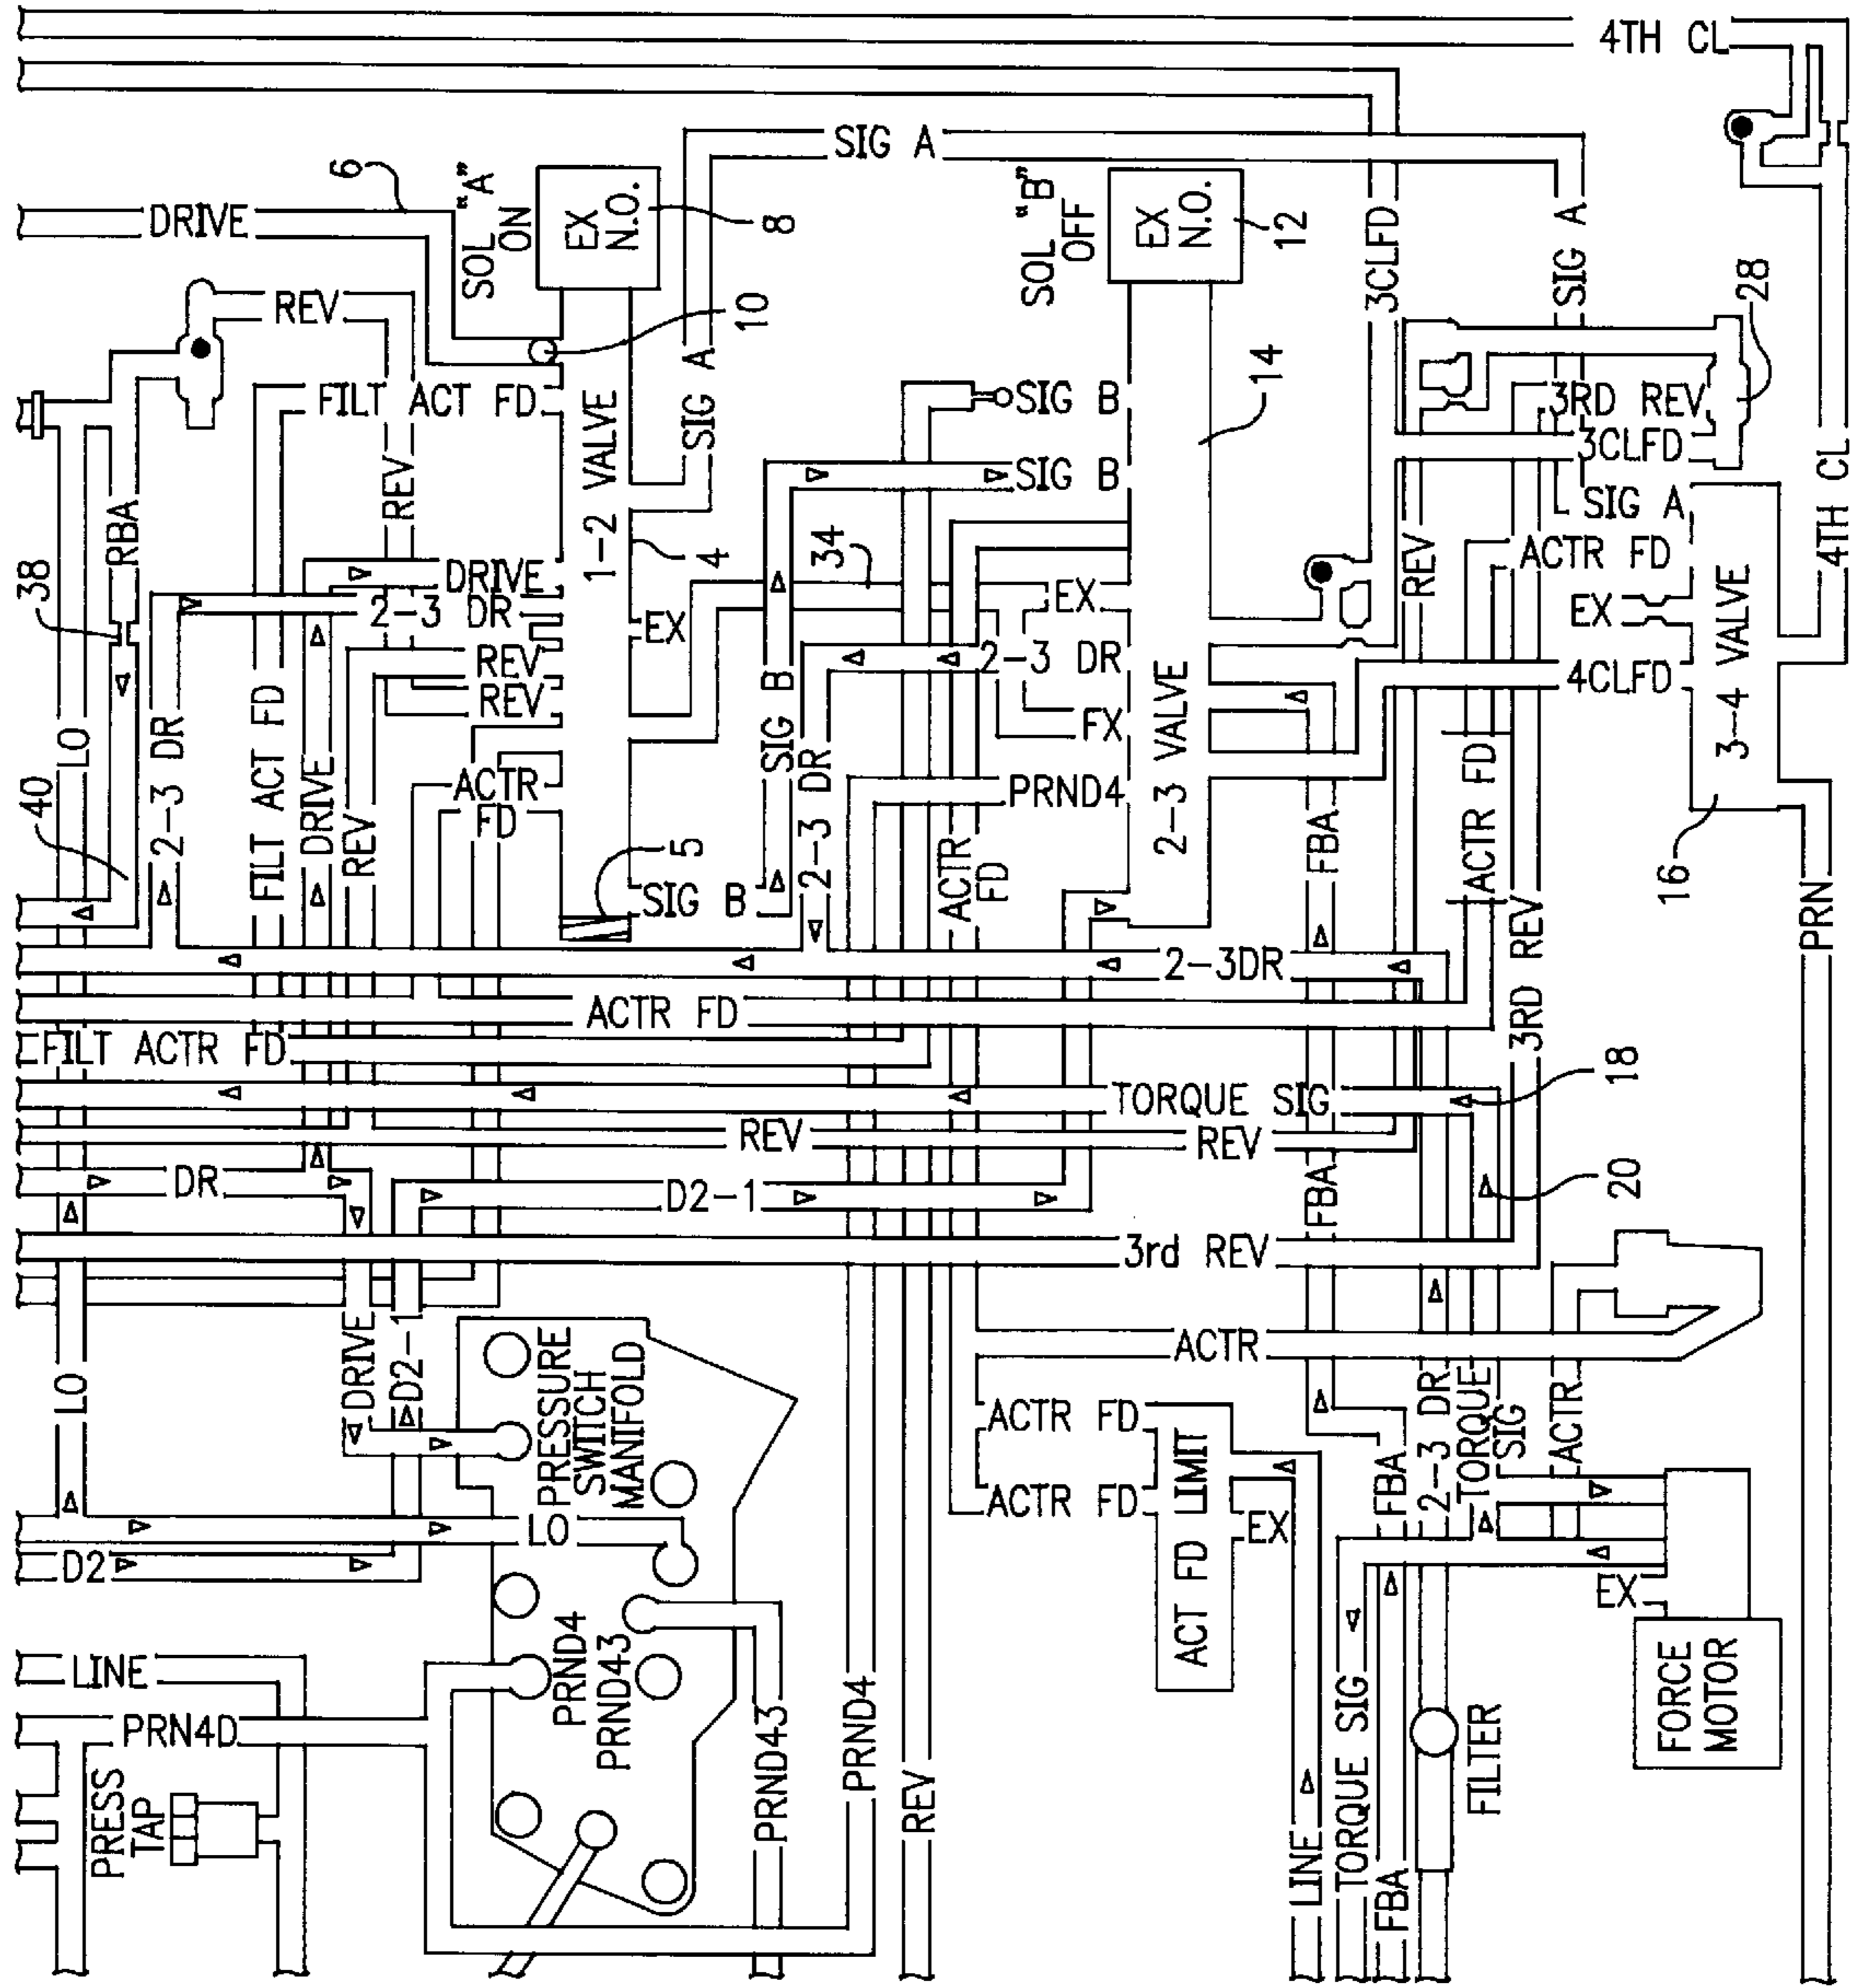 4TH CL
SIG A
6
DRIVE
SOL "A"
ON
EX
N.O.
8
SOL "B"
OFF
EX
N.O.
12
3CLFD
SIG A
28
REV
10
FILT ACT FD
SIG A
SIG B
14
3RD REV
3CLFD
38
RBA
REV
1-2 VALVE
SIG B
SIG A
4TH CL
DRIVE
2-3 DR
4
34
REV
ACTR FD
EX
EX
EX
REV
REV
2-3 DR
4CLFD
3-4 VALVE
40
LO
2-3 DR
FILT ACT FD
DRIVE
REV
SIG B
2-3 DR
FX
2-3 VALVE
ACTR FD
ACTR
FD
PRND4
5
SIG B
ACTR
FD
FBA
16
2-3DR
3RD REV
PRN
ACTR FD
FILT ACTR FD
TORQUE SIG
18
REV
REV
DR
D2-1
FBA
20
3rd REV
LO
DRIVE
D2-1
PRESSURE
SWITCH
MANIFOLD
ACTR
ACTR FD
ACTR FD
2-3 DR
TORQUE
SIG
ACTR
LO
D2
ACT FD LIMIT
EX
FBA
EX
LINE
PRN4D
PRND4
PRND43
PRND43
PRND4
REV
TORQUE SIG
FILTER
FORCE
MOTOR
PRESS
TAP
LINE
FBA